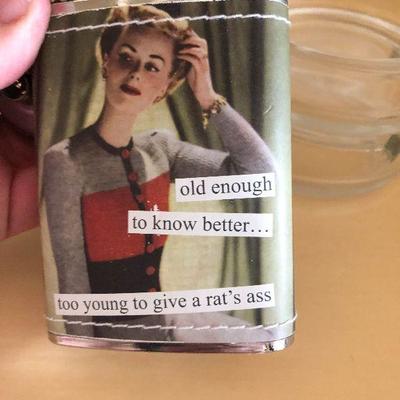 old enough
to know better...
too young to give a rat's ass